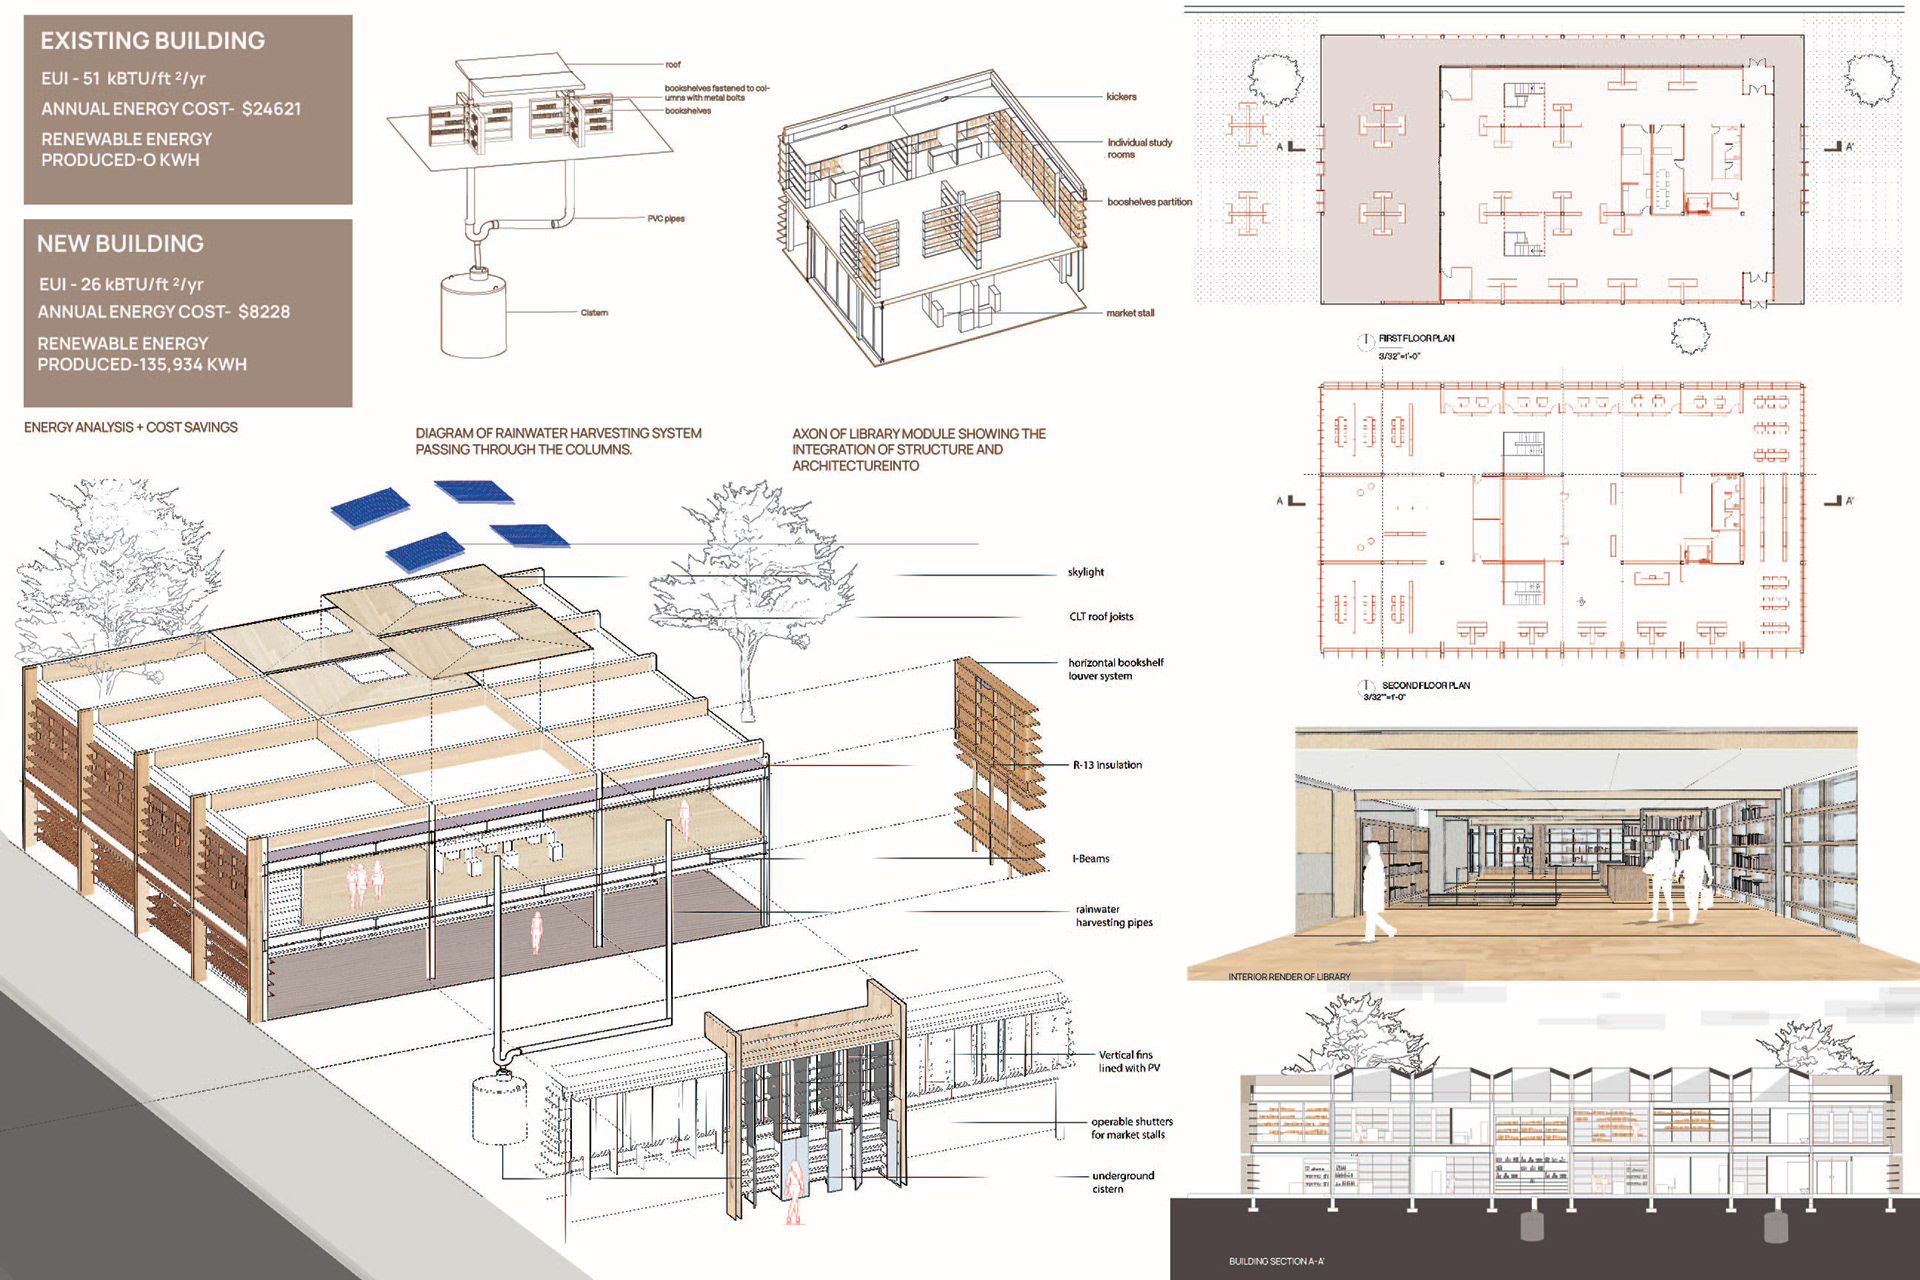 EXISTING BUILDING
EUI - 51 kBTU/ft ²/yr
ANNUAL ENERGY COST- $24621
RENEWABLE ENERGY
PRODUCED-0 KWH
NEW BUILDING
EUI - 26 kBTU/ft ²/yr
ANNUAL ENERGY COST- $8228
RENEWABLE ENERGY
PRODUCED-135,934 KWH
ENERGY ANALYSIS + COST SAVINGS
roof
bookshelves fastened to col-
umns with metal bolts
bookshelves
PVC pipes
Cistern
DIAGRAM OF RAINWATER HARVESTING SYSTEM
PASSING THROUGH THE COLUMNS.
kickers
Individual study
rooms
booshelves partition
market stall
AXON OF LIBRARY MODULE SHOWING THE
INTEGRATION OF STRUCTURE AND
ARCHITECTUREINTO
A
A'
FIRST FLOOR PLAN
3/32"=1'-0"
A
A'
SECOND FLOOR PLAN
3/32""=1'-0"
skylight
CLT roof joists
horizontal bookshelf
louver system
R-13 Insulation
I-Beams
rainwater
harvesting pipes
Vertical fins
lined with PV
operable shutters
for market stalls
underground
cistern
INTERIOR RENDER OF LIBRARY
BUILDING SECTION A-A'